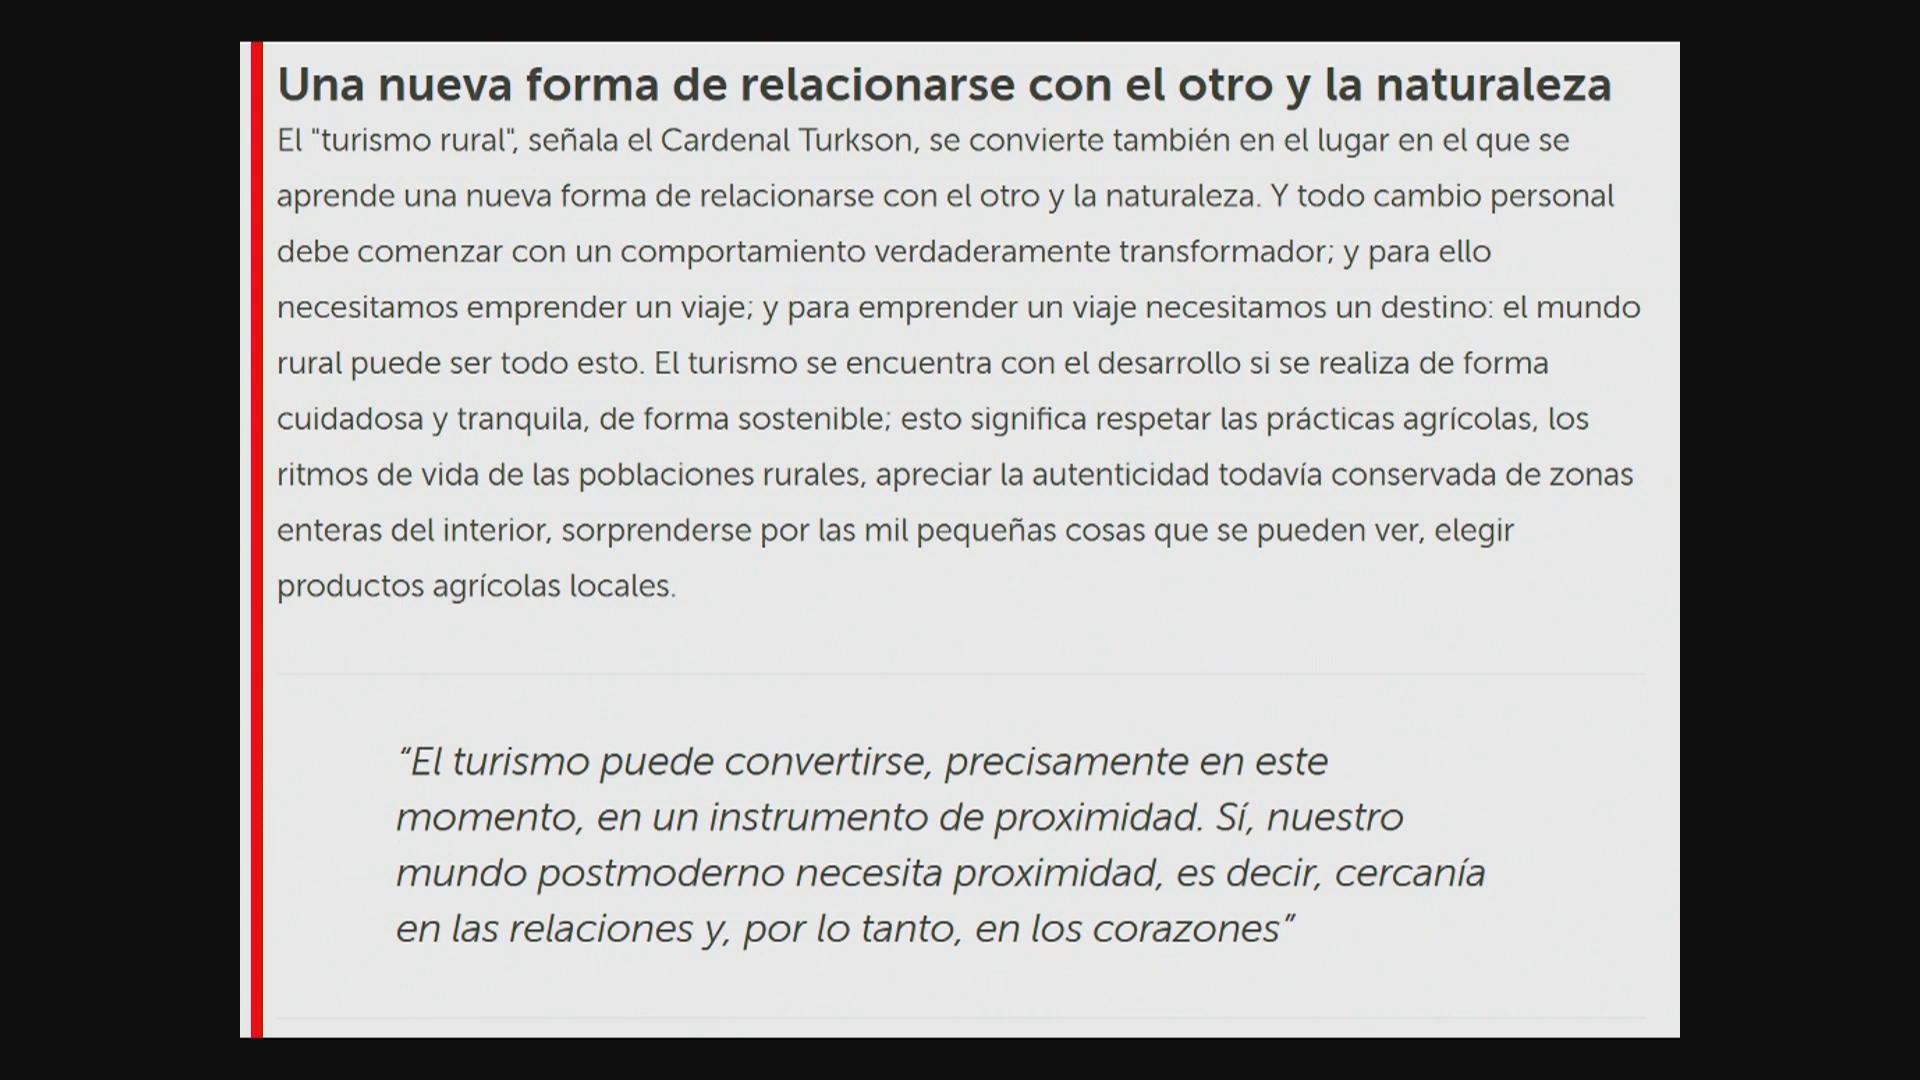 Una nueva forma de relacionarse con el otro y la naturaleza
El "turismo rural", señala el Cardenal Turkson, se convierte también en el lugar en el que se
aprende una nueva forma de relacionarse con el otro y la naturaleza. Y todo cambio personal
debe comenzar con un comportamiento verdaderamente transformador; y para ello
necesitamos emprender un viaje; y para emprender un viaje necesitamos un destino: el mundo
rural puede ser todo esto. El turismo se encuentra con el desarrollo si se realiza de forma
cuidadosa y tranquila, de forma sostenible; esto significa respetar las prácticas agrícolas, los
ritmos de vida de las poblaciones rurales, apreciar la autenticidad todavía conservada de zonas
enteras del interior, sorprenderse por las mil pequeñas cosas que se pueden ver, elegir
productos agrícolas locales.
“El turismo puede convertirse, precisamente en este
momento, en un instrumento de proximidad. Sí, nuestro
mundo postmoderno necesita proximidad, es decir, cercanía
en las relaciones y, por lo tanto, en los corazones”